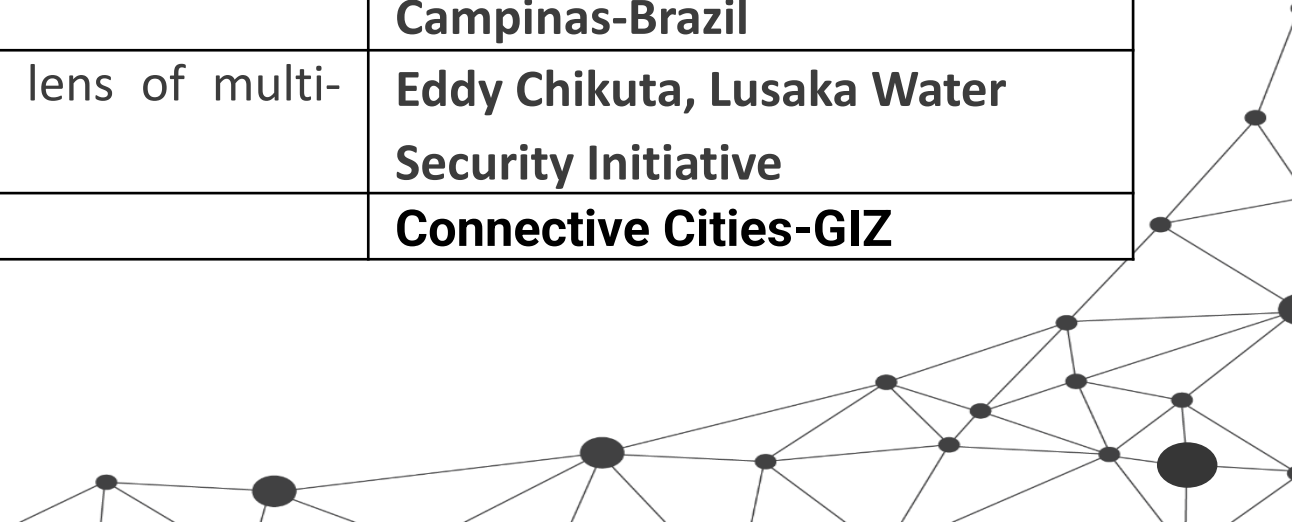 Campinas-Brazil
lens of multi-
Eddy Chikuta, Lusaka Water
Security Initiative
Connective Cities-GIZ